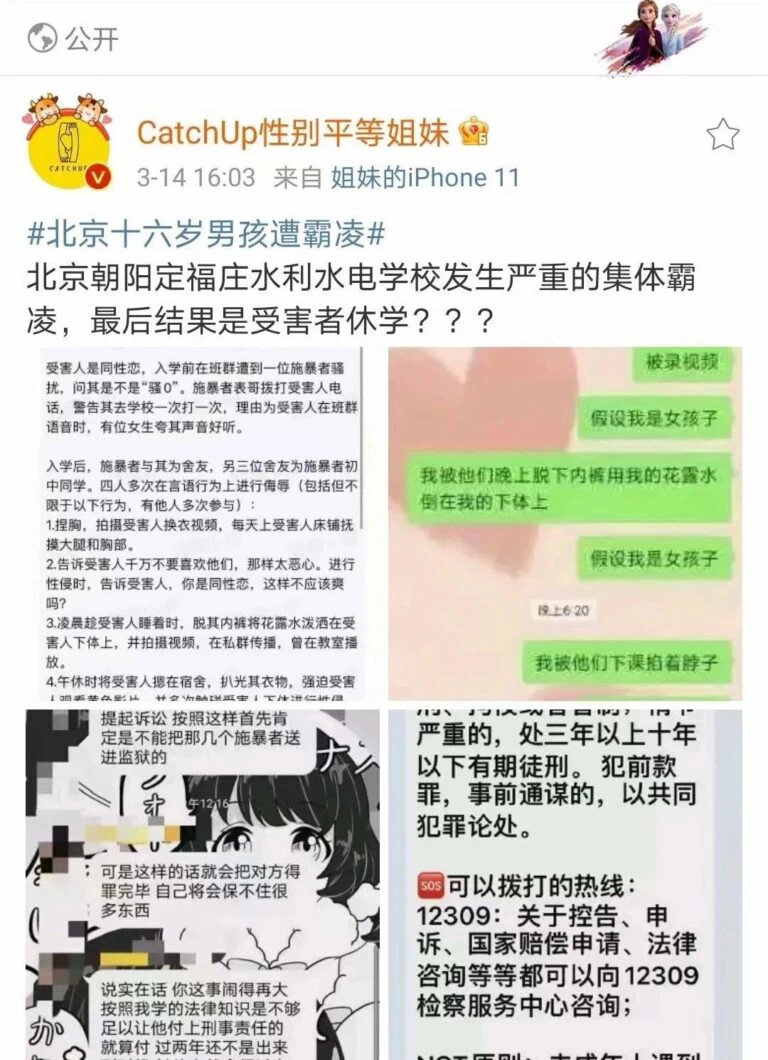 公开
CatchUp性别平等姐妹
3-14 16:03 来自 姐妹的iPhone 11
#北京十六岁男孩遭霸凌#
北京朝阳定福庄水利水电学校发生严重的集体霸
凌，最后结果是受害者休学？？？
受害人是同性恋，入学前在班群遭到一位施暴者骚
扰，问其是不是“骚0”。施暴者表哥拨打受害人电
话，警告其去学校一次打一次，理由为受害人在班群
语音时，有位女生夸其声音好听。
入学后，施暴者与其为舍友，另三位舍友为施暴者初
中同学。四人多次在言语行为上进行侮辱（包括但不
限于以下行为，有他人多次参与）：
1.捏胸，拍摄受害人换衣视频，每天上受害人床铺抚
摸大腿和胸部。
2.告诉受害人千万不要喜欢他们，那样太恶心。进行
性侵时，告诉受害人，你是同性恋，这样不应该爽
吗？
3.凌晨趁受害人睡着时，脱其内裤将花露水泼洒在受
害人下体上，并拍摄视频，在私群传播，曾在教室播
放。
4.午休时将受害人摁在宿舍，扒光其衣物，强迫受害
被录视频
假设我是女孩子
我被他们晚上脱下内裤用我的花露水
倒在我的下体上
假设我是女孩子
晚上6:20
我被他们下课掐着脖子
提起诉讼 按照这样首先肯
定是不能把那几个施暴者送
进监狱的
午12:16
可是这样的话就会把对方得
罪完毕 自己将会保不住很
多东西
说实在话 你这事闹得再大
按照我学的法律知识是不够
足以让他付上刑事责任的
就算付 过两年还不是出来
严重的，处三年以上十年
以下有期徒刑。犯前款
罪，事前通谋的，以共同
犯罪论处。
SOS可以拨打的热线：
12309：关于控告、申
诉、国家赔偿申请、法律
咨询等等都可以向12309
检察服务中心咨询；